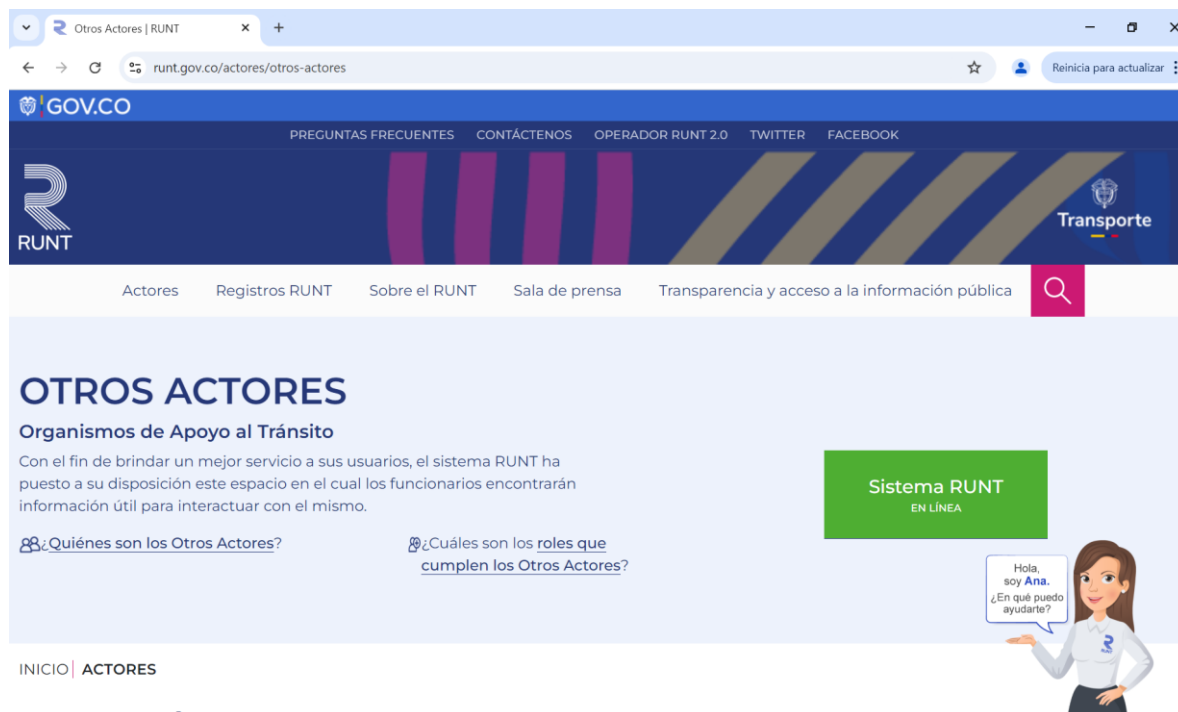 Otros Actores | RUNT
runt.gov.co/actores/otros-actores
Reinicia para actualizar
GOV.CO
PREGUNTAS FRECUENTES CONTÁCTENOS OPERADOR RUNT 2.0 TWITTER FACEBOOK
RUNT
Transporte
Actores Registros RUNT Sobre el RUNT Sala de prensa Transparencia y acceso a la información pública
OTROS ACTORES
Organismos de Apoyo al Tránsito
Con el fin de brindar un mejor servicio a sus usuarios, el sistema RUNT ha
puesto a su disposición este espacio en el cual los funcionarios encontrarán
información útil para interactuar con el mismo.
¿Quiénes son los Otros Actores?
¿Cuáles son los roles que
cumplen los Otros Actores?
Sistema RUNT
EN LÍNEA
Hola,
soy Ana.
¿En qué puedo
ayudarte?
INICIO| ACTORES